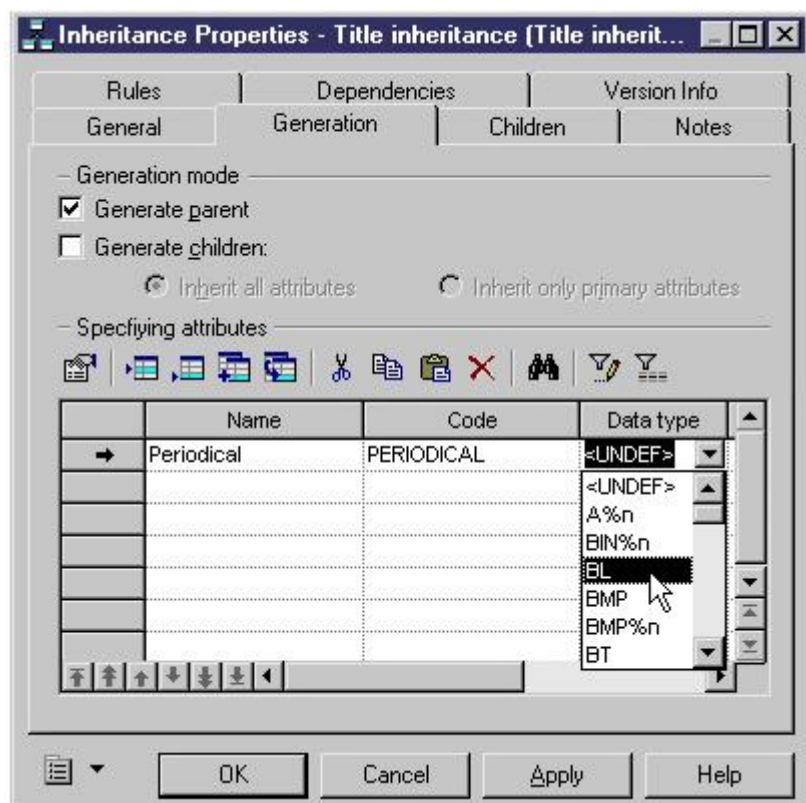 Inheritance Properties - Title inheritance (Title inherit...
Rules Dependencies Version Info
General Generation Children Notes
Generation mode
Generate parent
Generate children:
Inherit all attributes Inherit only primary attributes
Specfiying attributes
Name Code Data type
Periodical PERIODICAL <UNDEF>
<UNDEF>
A%n
BIN%n
BL
BMP
BMP%n
BT
OK Cancel Apply Help